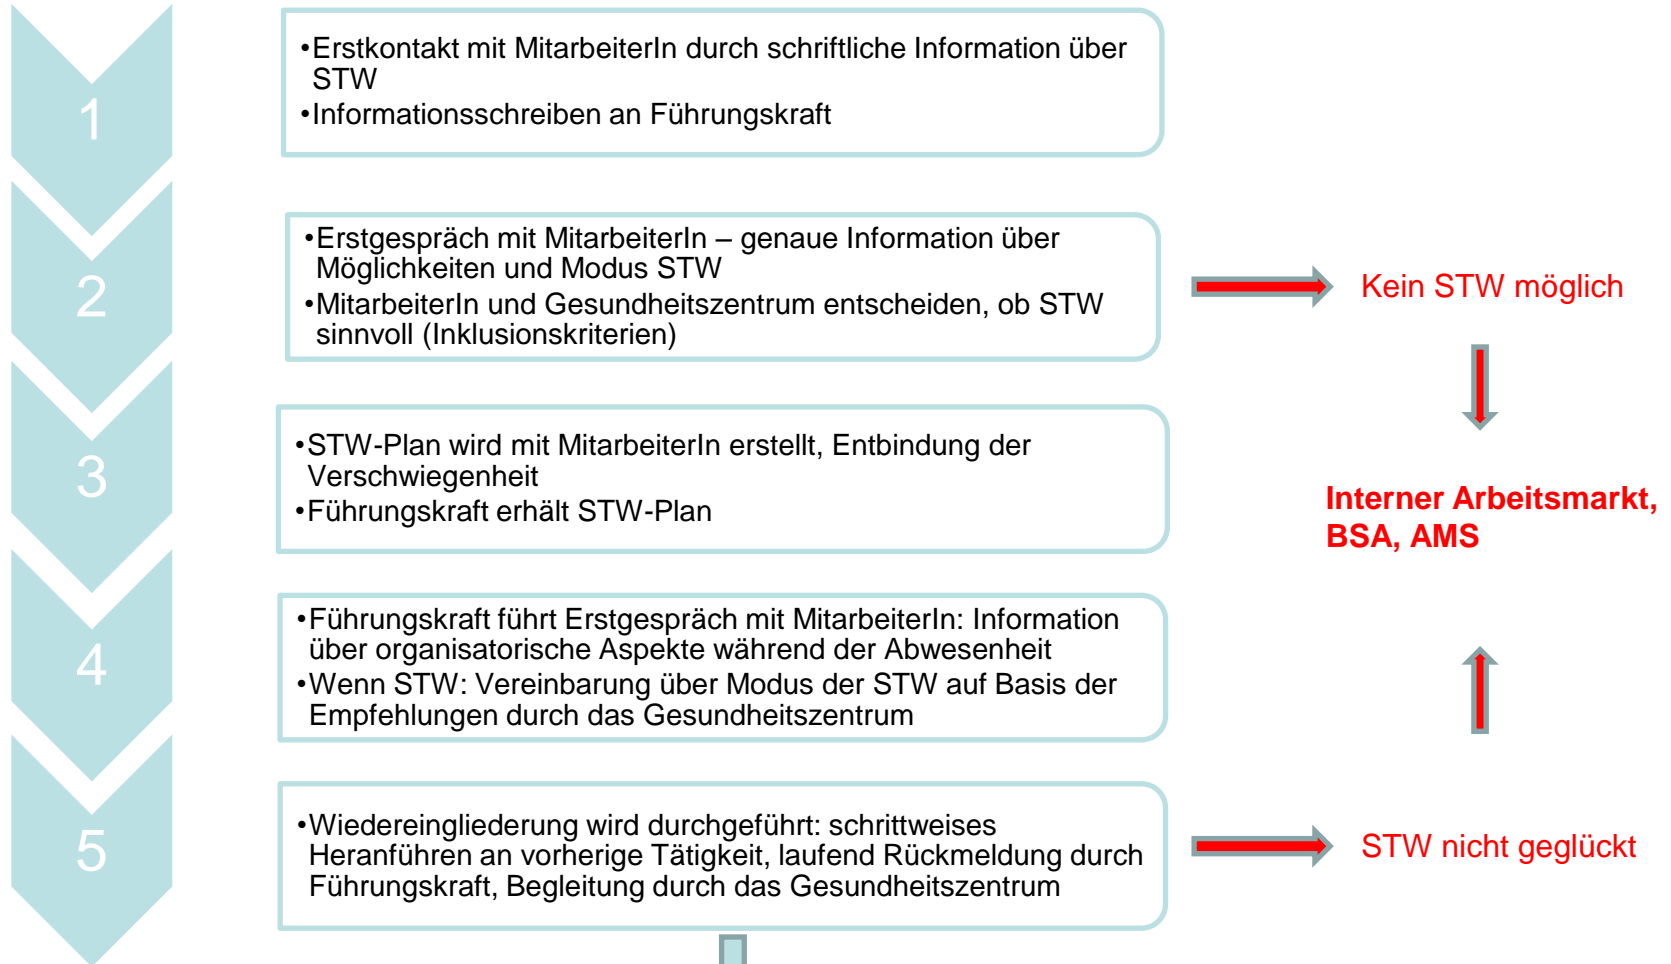 1
•Erstkontakt mit MitarbeiterIn durch schriftliche Information über
STW
•Informationsschreiben an Führungskraft
2
•Erstgespräch mit MitarbeiterIn – genaue Information über
Möglichkeiten und Modus STW
•MitarbeiterIn und Gesundheitszentrum entscheiden, ob STW
sinnvoll (Inklusionskriterien)
Kein STW möglich
3
•STW-Plan wird mit MitarbeiterIn erstellt, Entbindung der
Verschwiegenheit
•Führungskraft erhält STW-Plan
Interner Arbeitsmarkt,
BSA, AMS
4
•Führungskraft führt Erstgespräch mit MitarbeiterIn: Information
über organisatorische Aspekte während der Abwesenheit
•Wenn STW: Vereinbarung über Modus der STW auf Basis der
Empfehlungen durch das Gesundheitszentrum
5
•Wiedereingliederung wird durchgeführt: schrittweises
Heranführen an vorherige Tätigkeit, laufend Rückmeldung durch
Führungskraft, Begleitung durch das Gesundheitszentrum
STW nicht geglückt